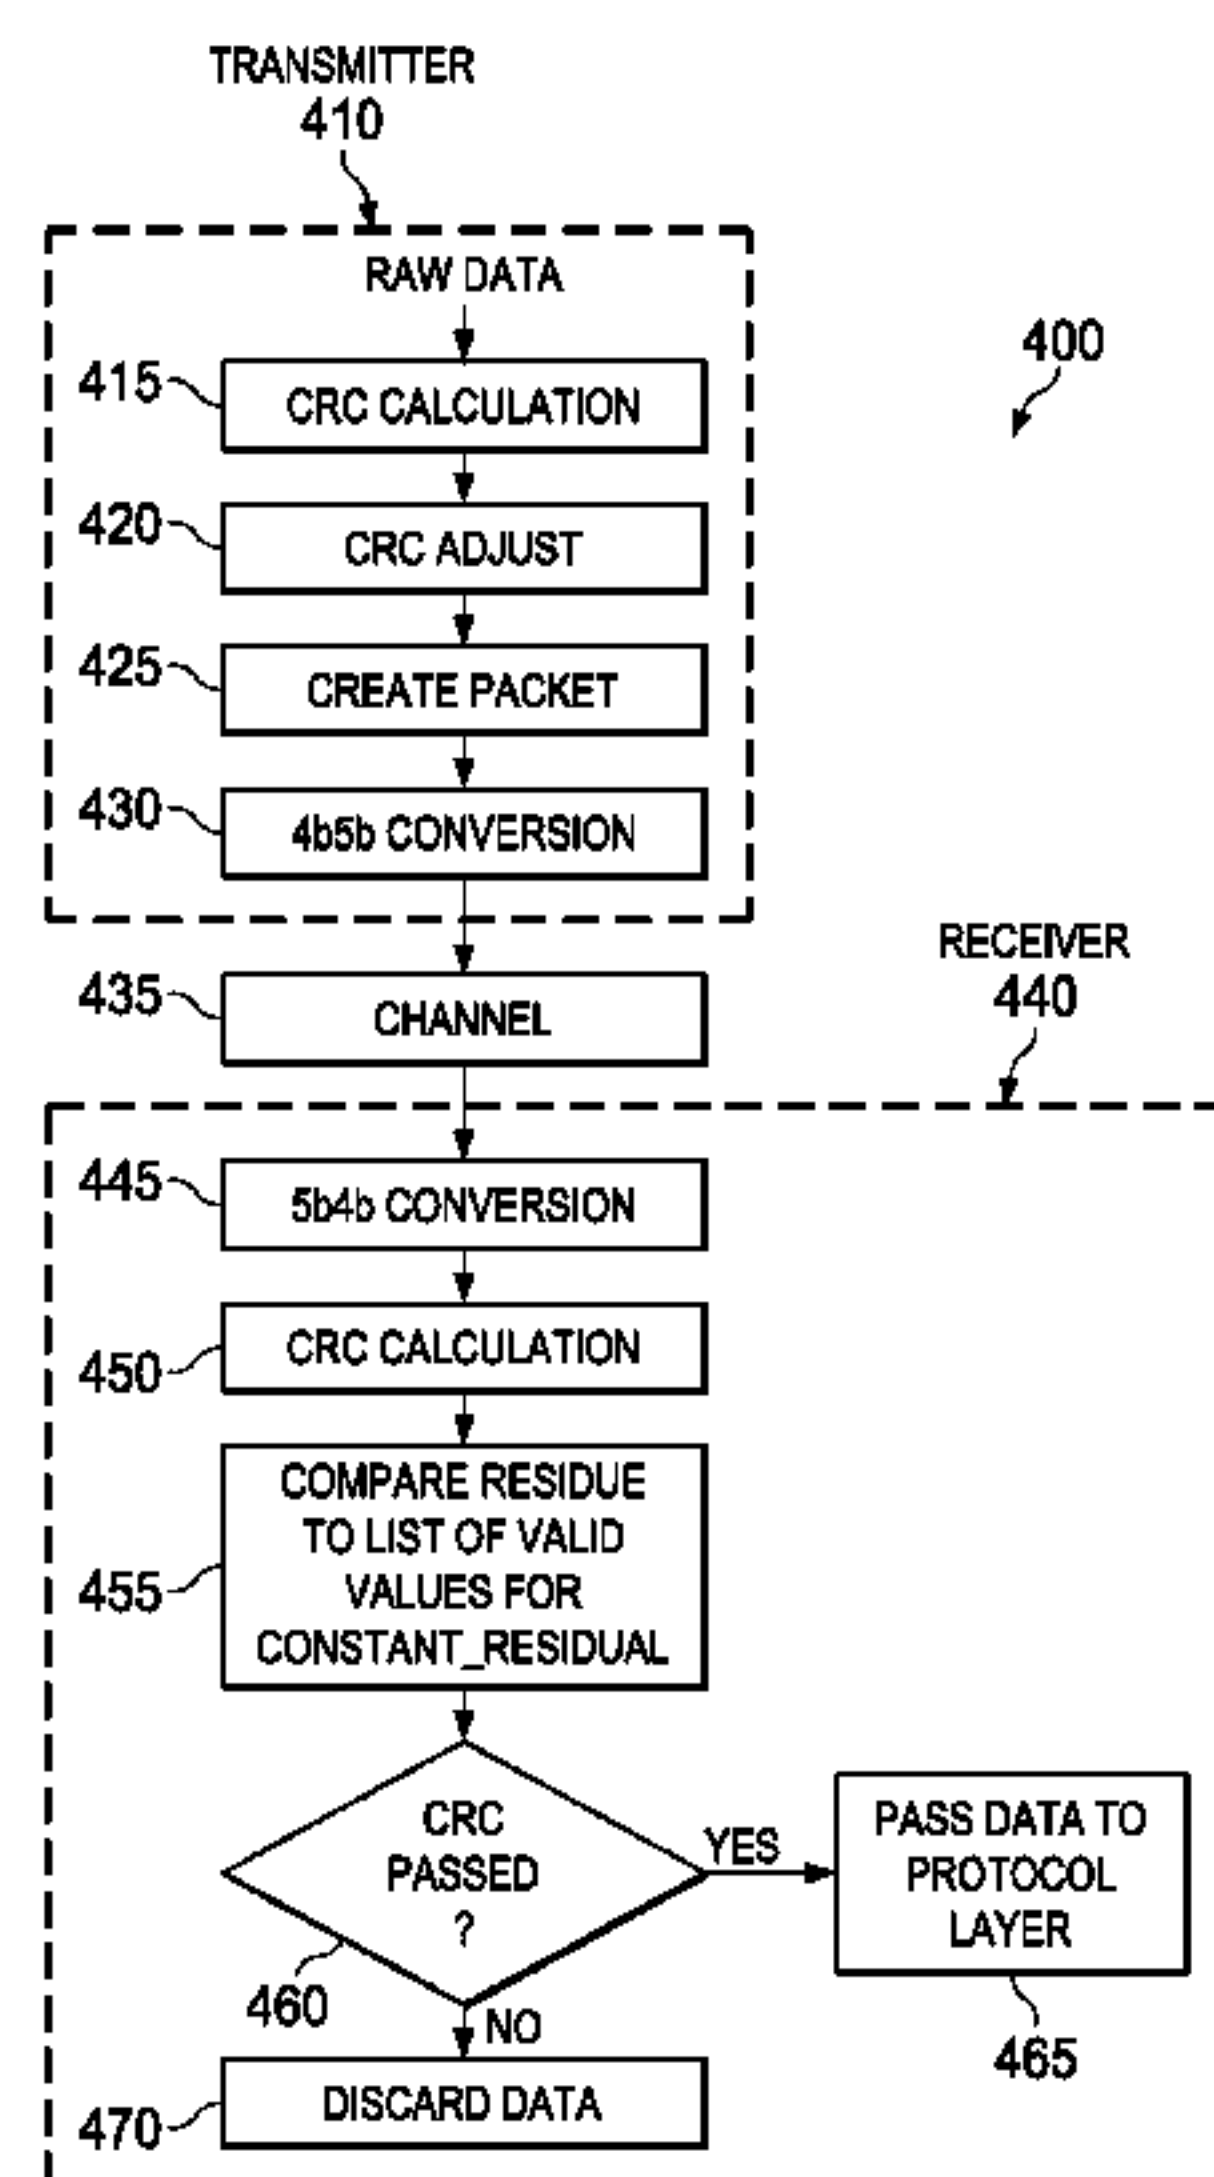 TRANSMITTER
410
RAW DATA
400
415
CRC CALCULATION
420
CRC ADJUST
425
CREATE PACKET
430
4b5b CONVERSION
RECEIVER
440
435
CHANNEL
445
5b4b CONVERSION
450
CRC CALCULATION
455
COMPARE RESIDUE
TO LIST OF VALID
VALUES FOR
CONSTANT_RESIDUAL
CRC
PASSED
?
460
YES
PASS DATA TO
PROTOCOL
LAYER
465
NO
470
DISCARD DATA